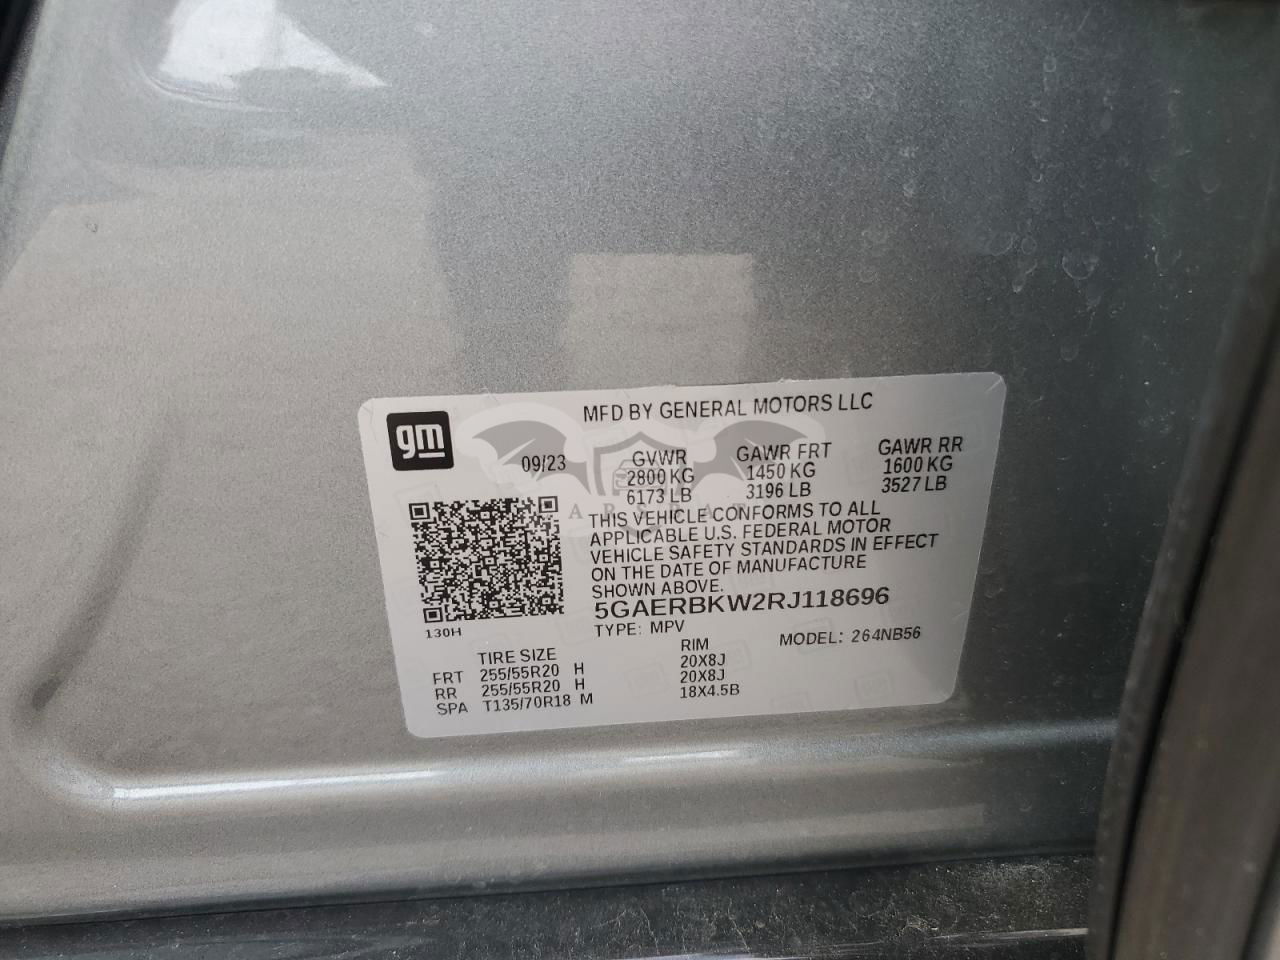 gm
MFD BY GENERAL MOTORS LLC
09/23 GVWR GAWR FRT GAWR RR
2800 KG 1450 KG 1600 KG
6173 LB 3196 LB 3527 LB
THIS VEHICLE CONFORMS TO ALL
APPLICABLE U.S. FEDERAL MOTOR
VEHICLE SAFETY STANDARDS IN EFFECT
ON THE DATE OF MANUFACTURE
SHOWN ABOVE.
5GAERBKW2RJ118696
130H
TYPE: MPV MODEL: 264NB56
TIRE SIZE RIM
FRT 255/55R20 H 20X8J
RR 255/55R20 H 20X8J
SPA T135/70R18 M 18X4.5B